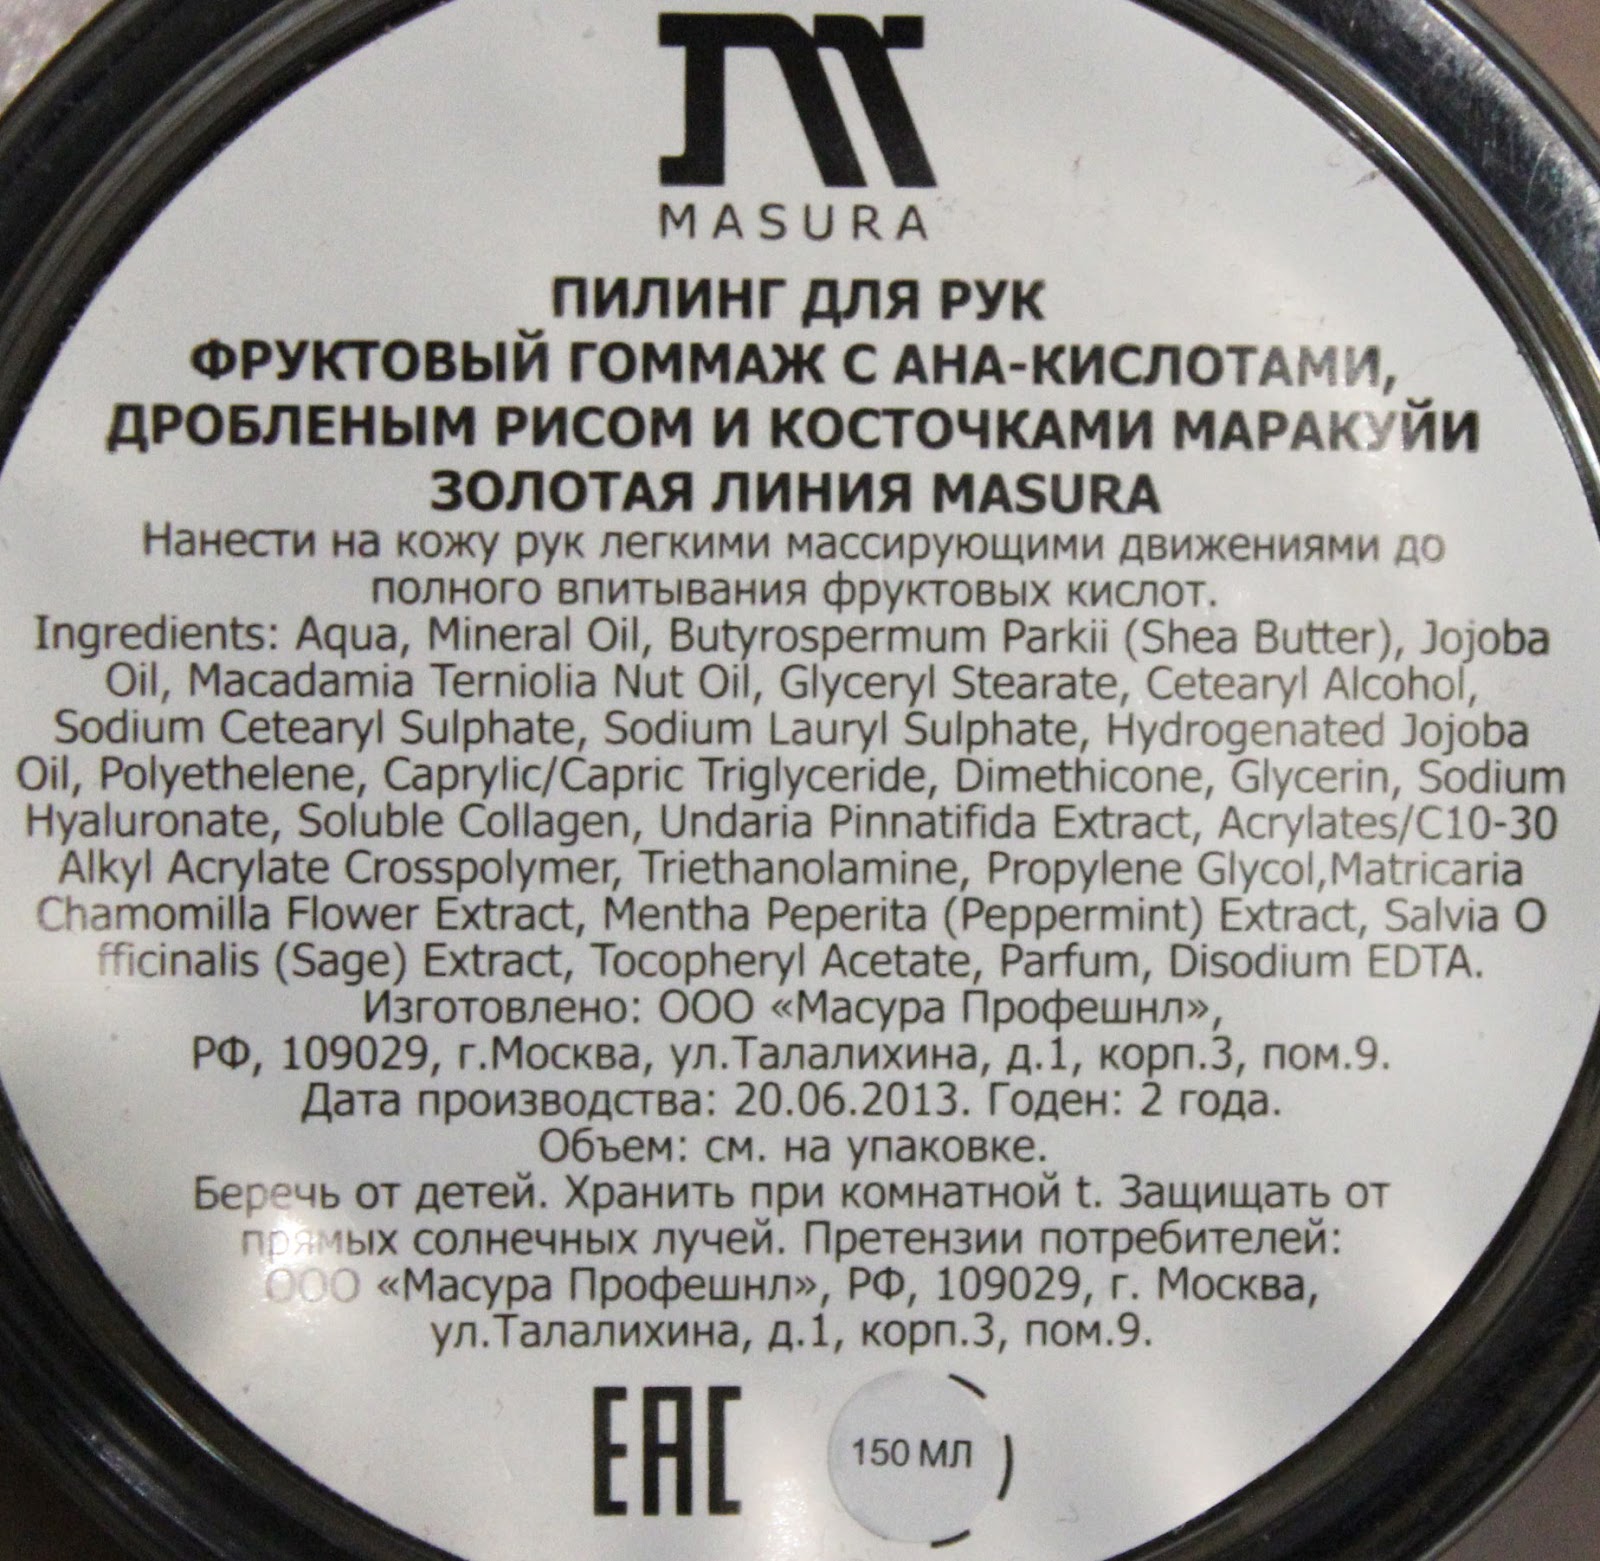 MASURA
ПИЛИНГ ДЛЯ РУК
ФРУКТОВЫЙ ГОММАЖ С АНА-КИСЛОТАМИ,
ДРОБЛЕНЫМ РИСОМ И КОСТОЧКАМИ МАРАКУЙИ
ЗОЛОТАЯ ЛИНИЯ MASURA
Нанести на кожу рук легкими массирующими движениями до
полного впитывания фруктовых кислот.
Ingredients: Aqua, Mineral Oil, Butyrospermum Parkii (Shea Butter), Jojoba
Oil, Macadamia Terniolia Nut Oil, Glyceryl Stearate, Cetearyl Alcohol,
Sodium Cetearyl Sulphate, Sodium Lauryl Sulphate, Hydrogenated Jojoba
Oil, Polyethelene, Caprylic/Capric Triglyceride, Dimethicone, Glycerin, Sodium
Hyaluronate, Soluble Collagen, Undaria Pinnatifida Extract, Acrylates/C10-30
Alkyl Acrylate Crosspolymer, Triethanolamine, Propylene Glycol,Matricaria
Chamomilla Flower Extract, Mentha Peperita (Peppermint) Extract, Salvia O
fficinalis (Sage) Extract, Tocopheryl Acetate, Parfum, Disodium EDTA.
Изготовлено: ООО «Масура Профешнл»,
РФ, 109029, г.Москва, ул.Талалихина, д.1, корп.3, пом.9.
Дата производства: 20.06.2013. Годен: 2 года.
Объем: см. на упаковке.
Беречь от детей. Хранить при комнатной t. Защищать от
прямых солнечных лучей. Претензии потребителей:
ООО «Масура Профешнл», РФ, 109029, г. Москва,
ул.Талалихина, д.1, корп.3, пом.9.
EAC
150 МЛ